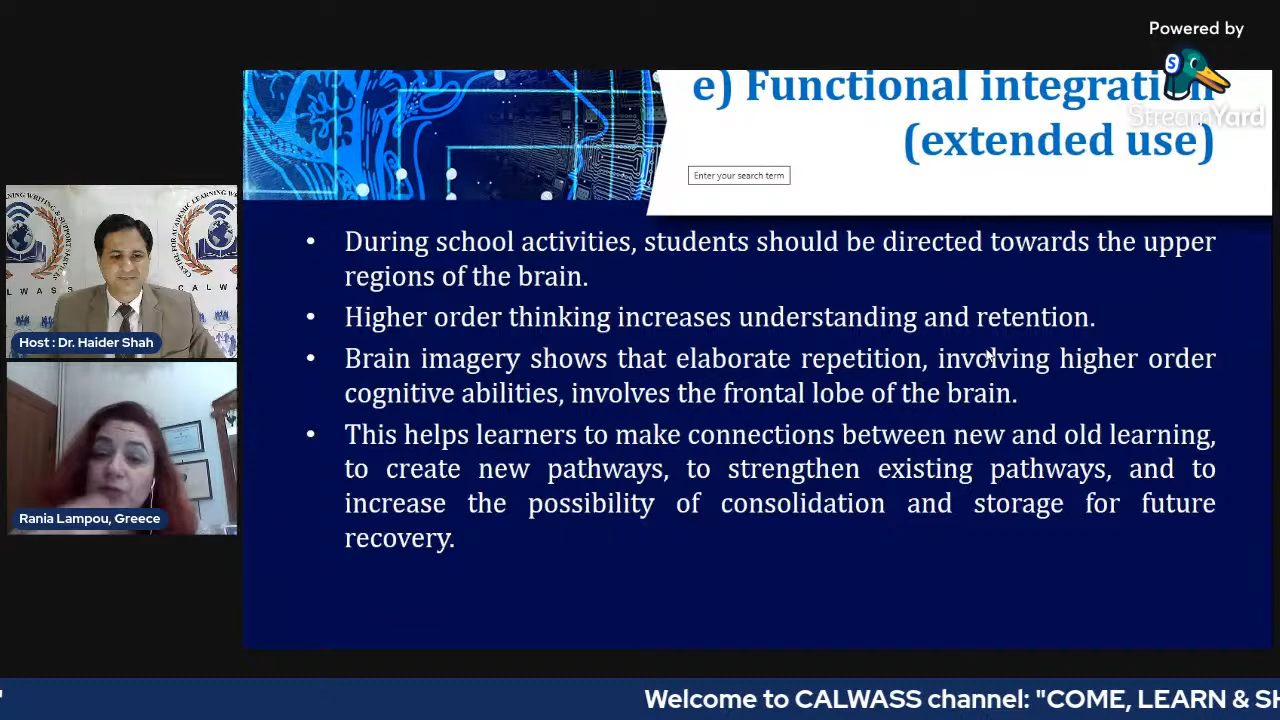 Powered by
StreamYard
e) Functional integration
(extended use)
Enter your search term
• During school activities, students should be directed towards the upper
regions of the brain.
• Higher order thinking increases understanding and retention.
• Brain imagery shows that elaborate repetition, involving higher order
cognitive abilities, involves the frontal lobe of the brain.
• This helps learners to make connections between new and old learning,
to create new pathways, to strengthen existing pathways, and to
increase the possibility of consolidation and storage for future
recovery.
Host : Dr. Haider Shah
Rania Lampou, Greece
Welcome to CALWASS channel: "COME, LEARN & SH